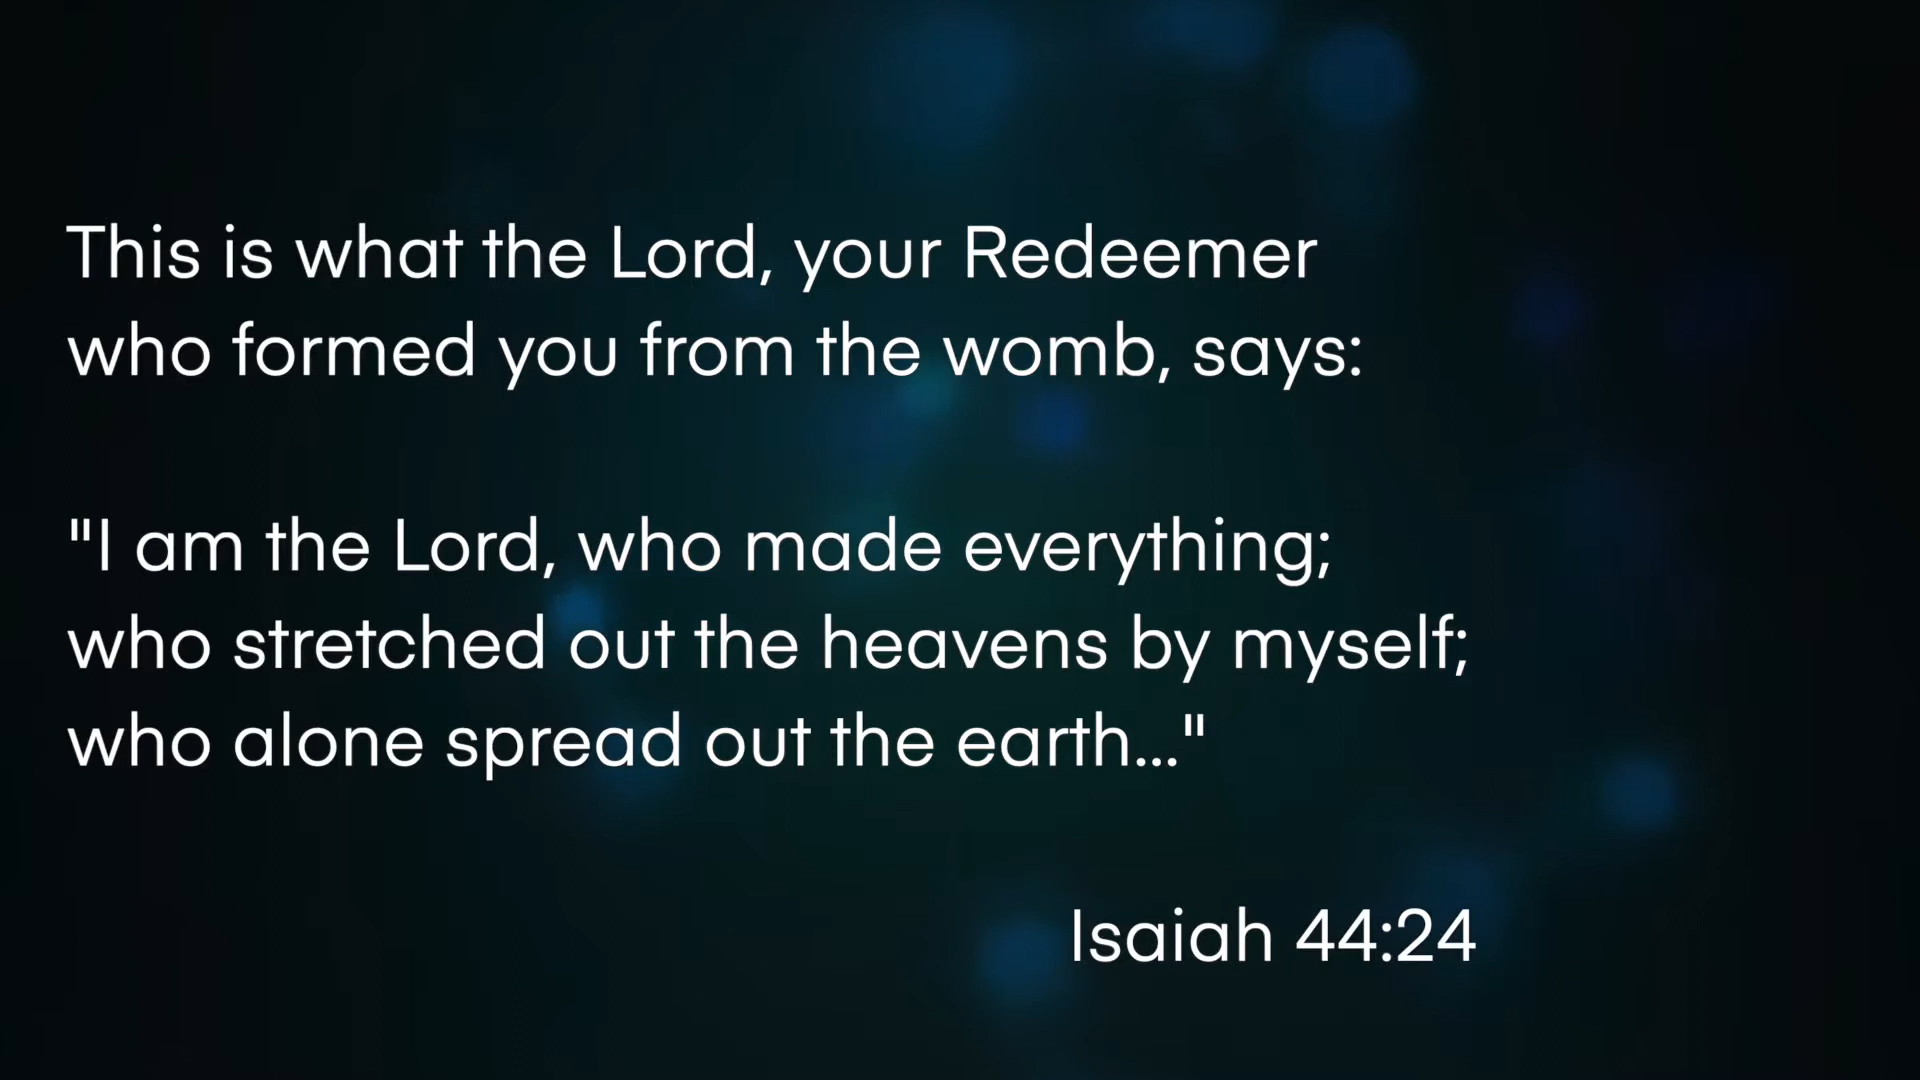 This is what the Lord, your Redeemer
who formed you from the womb, says:
"I am the Lord, who made everything;
who stretched out the heavens by myself;
who alone spread out the earth..."
Isaiah 44:24